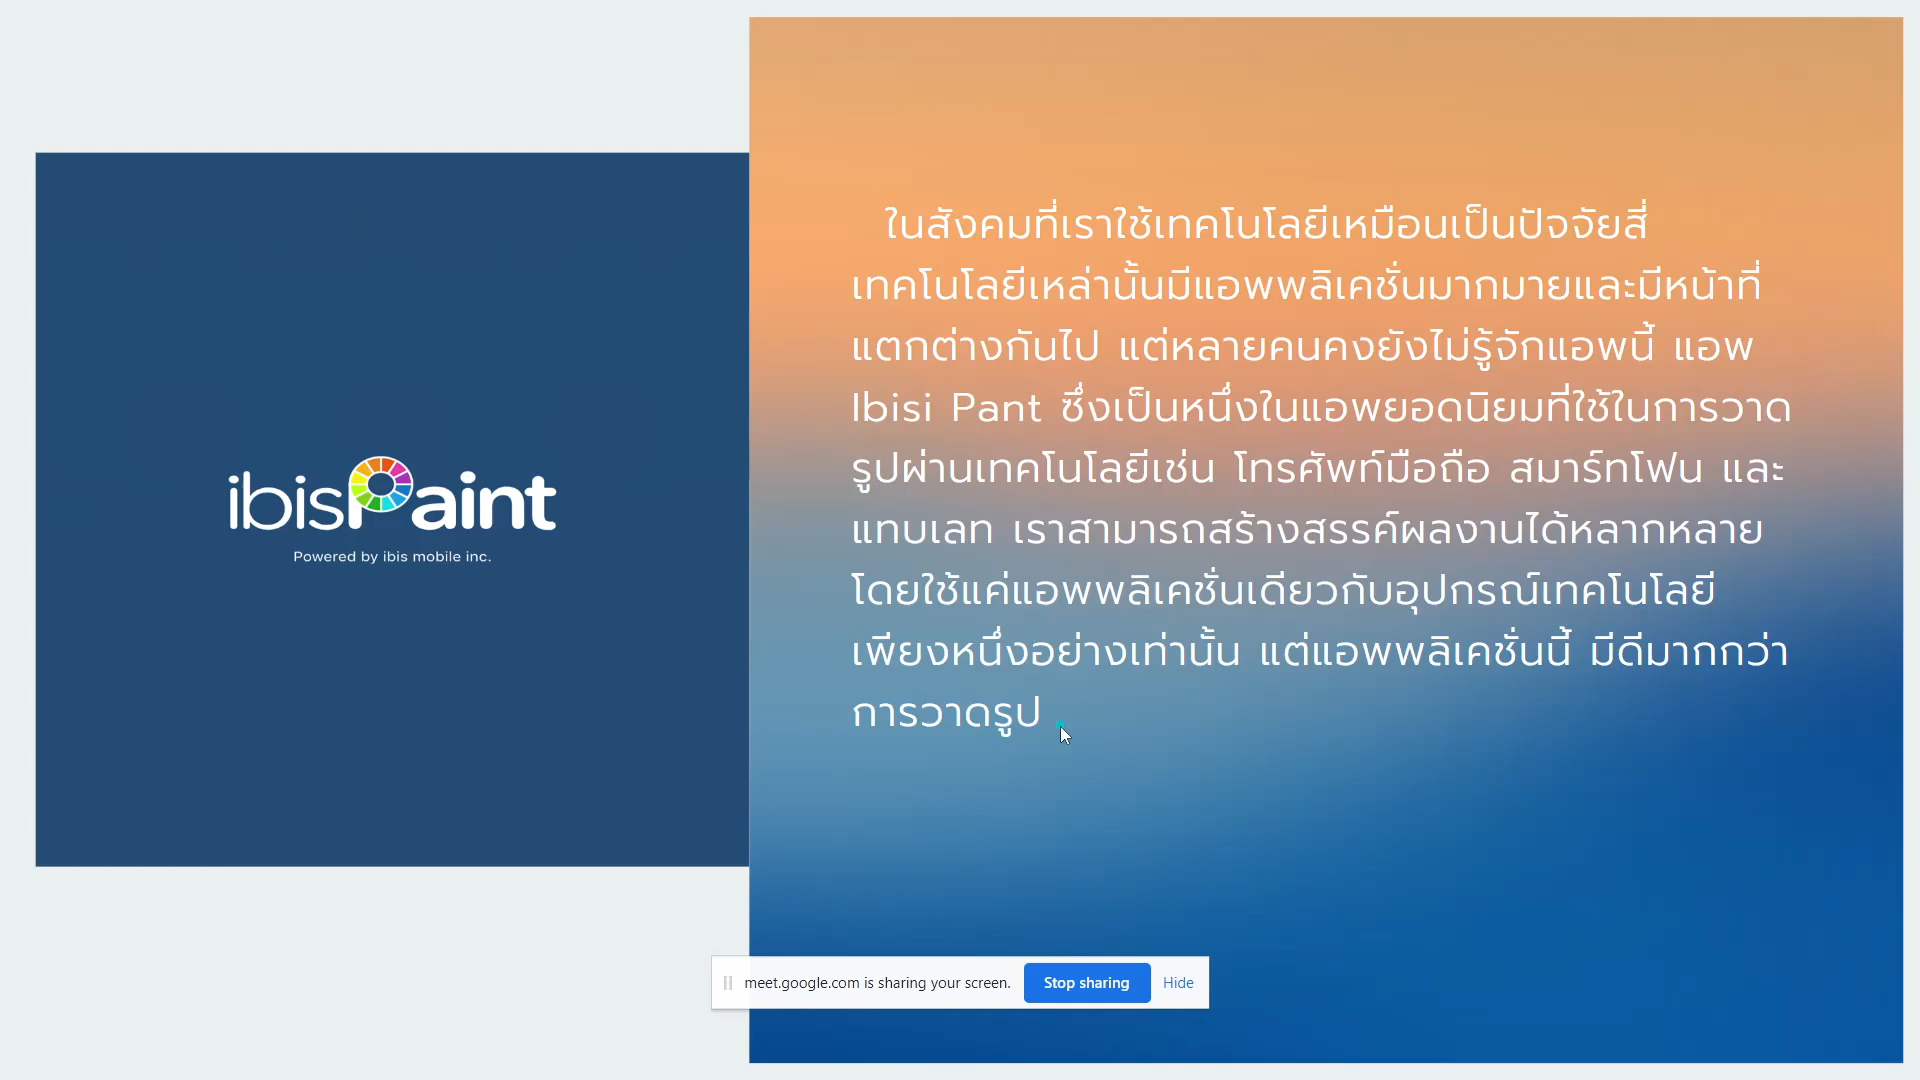 ibisPaint
Powered by ibis mobile inc.
ในสังคมที่เราใช้เทคโนโลยีเหมือนเป็นปัจจัยสี่
เทคโนโลยีเหล่านั้นมีแอพพลิเคชั่นมากมายและมีหน้าที่
แตกต่างกันไป แต่หลายคนคงยังไม่รู้จักแอพนี้ แอพ
Ibisi Pant ซึ่งเป็นหนึ่งในแอพยอดนิยมที่ใช้ในการวาด
รูปผ่านเทคโนโลยีเช่น โทรศัพท์มือถือ สมาร์ทโฟน และ
แทบเลท เราสามารถสร้างสรรค์ผลงานได้หลากหลาย
โดยใช้แค่แอพพลิเคชั่นเดียวกับอุปกรณ์เทคโนโลยี
เพียงหนึ่งอย่างเท่านั้น แต่แอพพลิเคชั่นนี้ มีดีมากกว่า
การวาดรูป
meet.google.com is sharing your screen. Stop sharing Hide